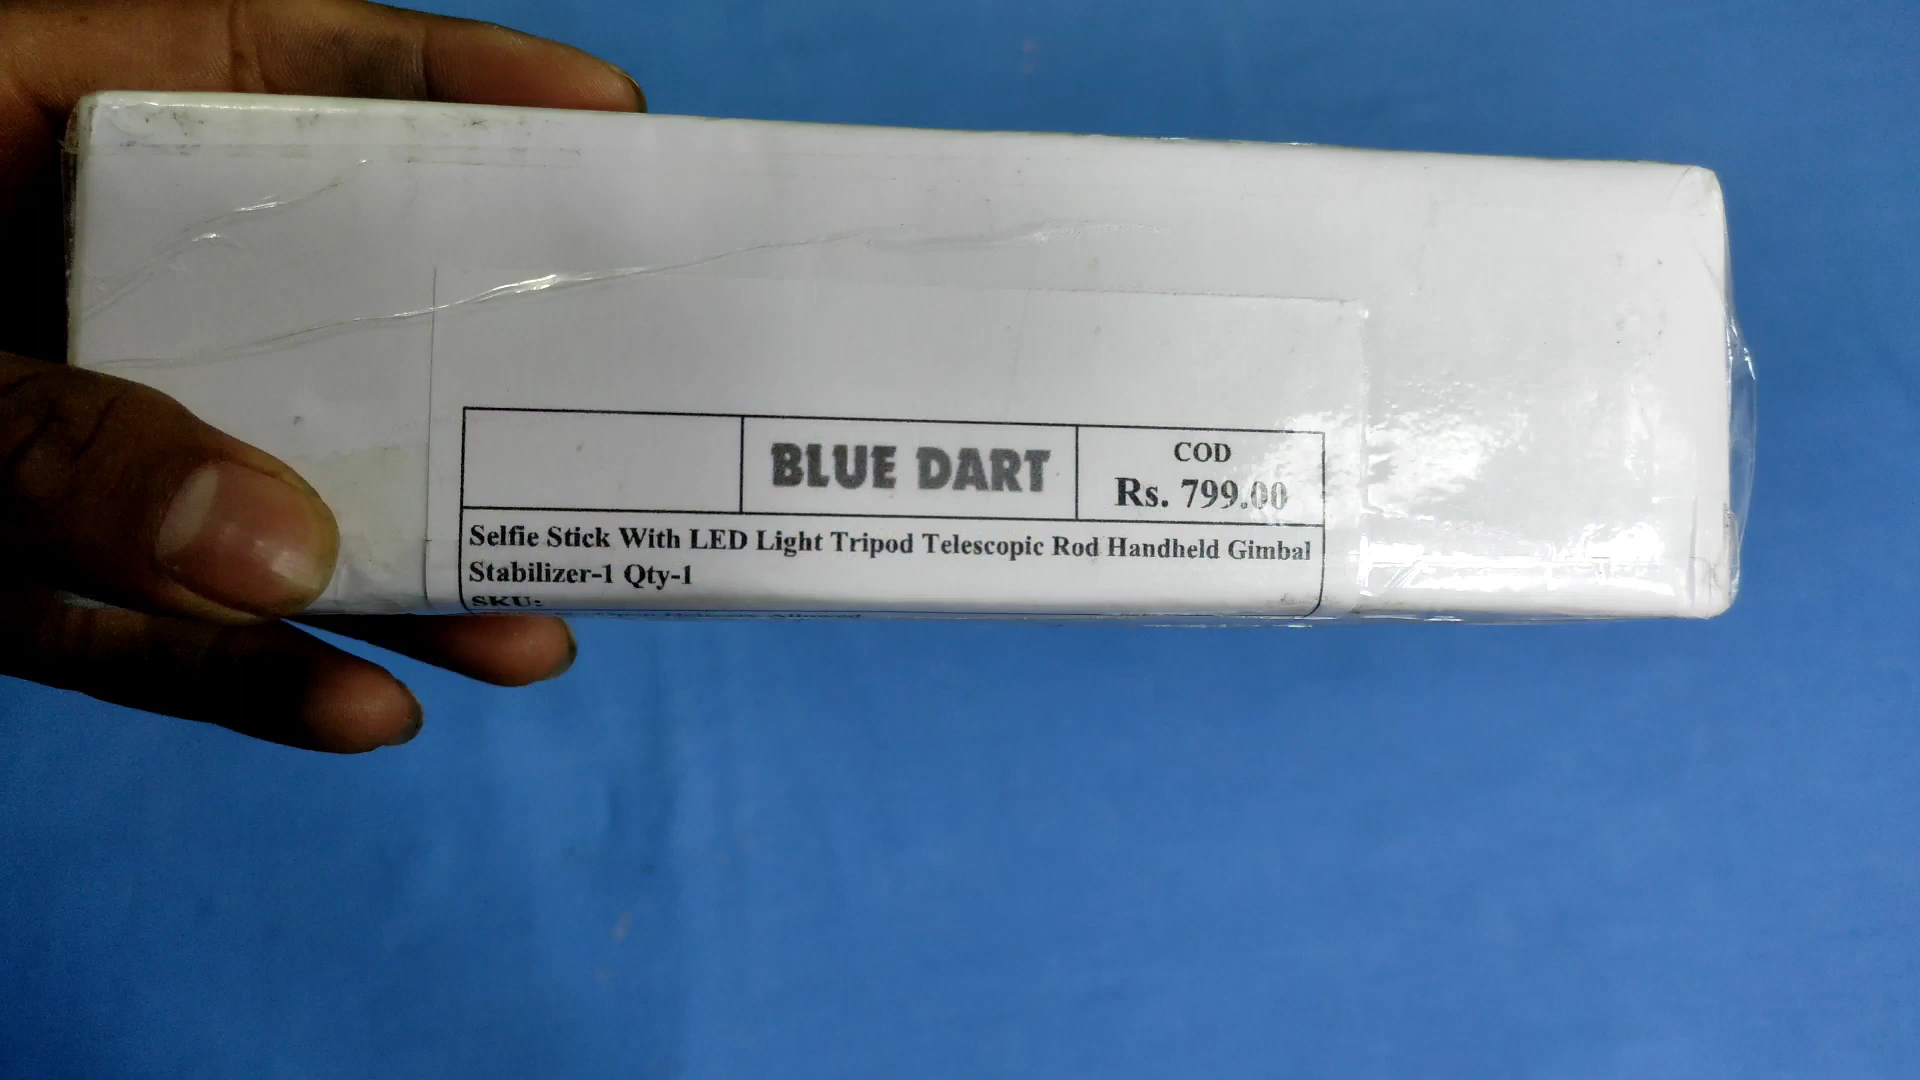 BLUE DART
COD
Rs. 799.00
Selfie Stick With LED Light Tripod Telescopic Rod Handheld Gimbal
Stabilizer-1 Qty-1
SKU: